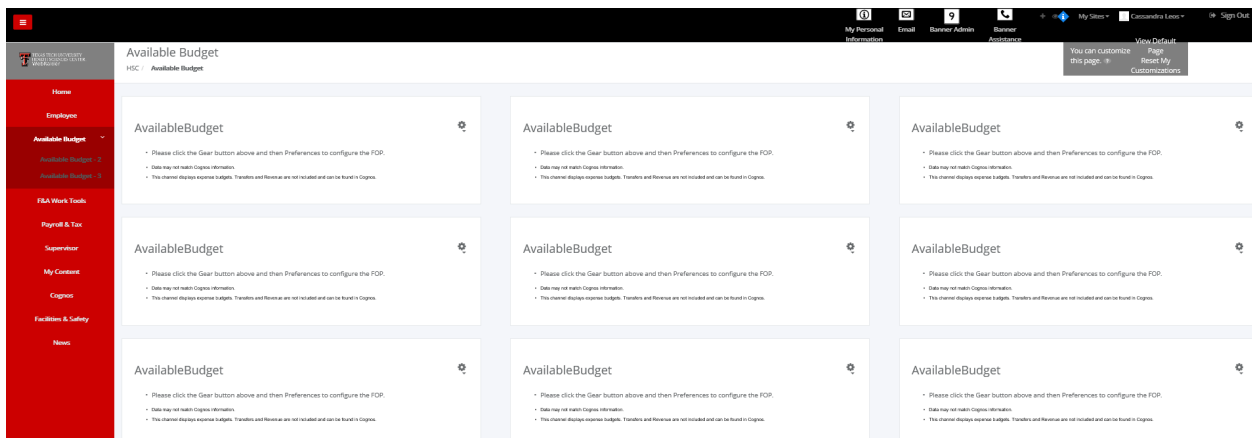 My Personal
Information
Email
Banner Admin
Banner
Assistance
My Sites
Cassandra Leos
Sign Out
TEXAS TECH UNIVERSITY
HEALTH SCIENCES CENTER
Available Budget
HSC / Available Budget
You can customize
this page.
View Default
Page
Reset My
Customizations
Home
Employee
Available Budget
Available Budget - 2
Available Budget - 3
F&A Work Tools
Payroll & Tax
Supervisor
My Content
Cognos
Facilities & Safety
News
AvailableBudget
• Please click the Gear button above and then Preferences to configure the FOP.
• Data may not match Cognos information.
• This channel displays expense budgets. Transfers and Revenue are not included and can be found in Cognos.
AvailableBudget
• Please click the Gear button above and then Preferences to configure the FOP.
• Data may not match Cognos information.
• This channel displays expense budgets. Transfers and Revenue are not included and can be found in Cognos.
AvailableBudget
• Please click the Gear button above and then Preferences to configure the FOP.
• Data may not match Cognos information.
• This channel displays expense budgets. Transfers and Revenue are not included and can be found in Cognos.
AvailableBudget
• Please click the Gear button above and then Preferences to configure the FOP.
• Data may not match Cognos information.
• This channel displays expense budgets. Transfers and Revenue are not included and can be found in Cognos.
AvailableBudget
• Please click the Gear button above and then Preferences to configure the FOP.
• Data may not match Cognos information.
• This channel displays expense budgets. Transfers and Revenue are not included and can be found in Cognos.
AvailableBudget
• Please click the Gear button above and then Preferences to configure the FOP.
• Data may not match Cognos information.
• This channel displays expense budgets. Transfers and Revenue are not included and can be found in Cognos.
AvailableBudget
• Please click the Gear button above and then Preferences to configure the FOP.
• Data may not match Cognos information.
• This channel displays expense budgets. Transfers and Revenue are not included and can be found in Cognos.
AvailableBudget
• Please click the Gear button above and then Preferences to configure the FOP.
• Data may not match Cognos information.
• This channel displays expense budgets. Transfers and Revenue are not included and can be found in Cognos.
AvailableBudget
• Please click the Gear button above and then Preferences to configure the FOP.
• Data may not match Cognos information.
• This channel displays expense budgets. Transfers and Revenue are not included and can be found in Cognos.